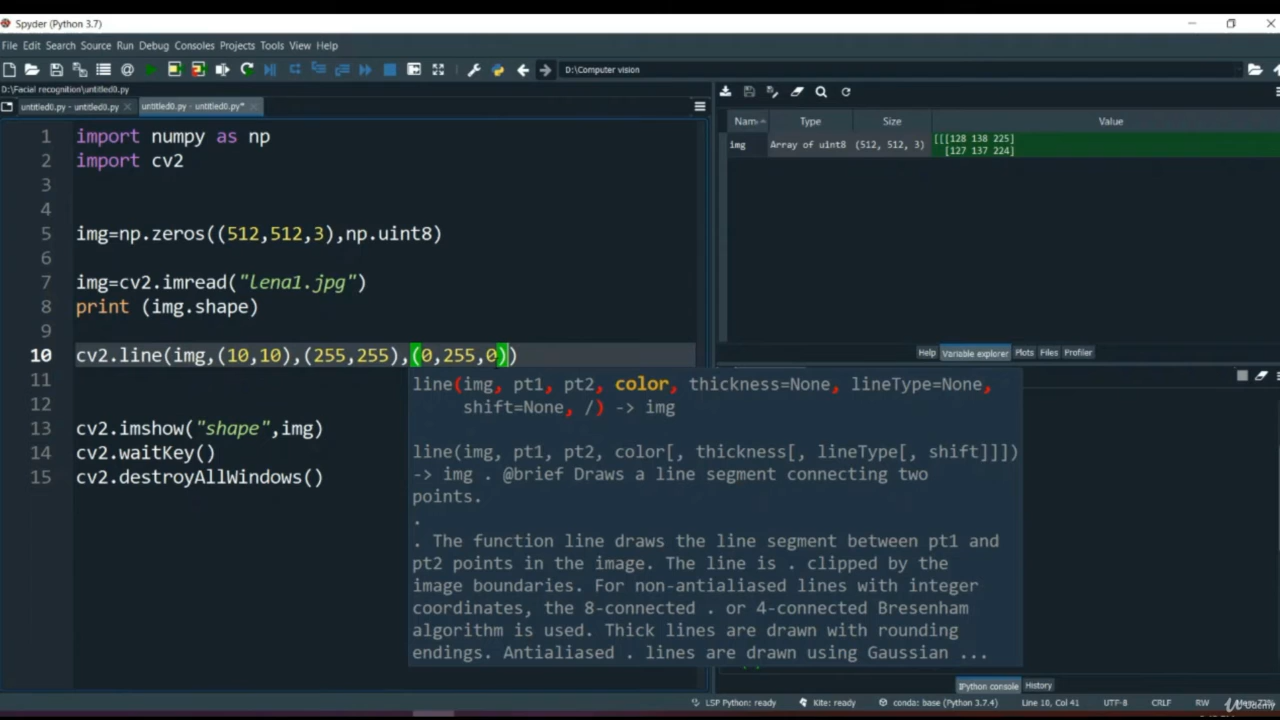 Spyder (Python 3.7)
File Edit Search Source Run Debug Consoles Projects Tools View Help
D:\Computer vision
D:\Facial recognition\untitled0.py
untitled0.py - untitled0.py
untitled0.py - untitled0.py*
1 import numpy as np
2 import cv2
3
4
5 img=np.zeros((512,512,3),np.uint8)
6
7 img=cv2.imread("lena1.jpg")
8 print (img.shape)
9
10 cv2.line(img,(10,10),(255,255),(0,255,0))
11
12
13 cv2.imshow("shape",img)
14 cv2.waitKey()
15 cv2.destroyAllWindows()
line(img, pt1, pt2, color, thickness=None, lineType=None,
shift=None, /) -> img
line(img, pt1, pt2, color[, thickness[, lineType[, shift]]])
-> img . @brief Draws a line segment connecting two
points.
.
. The function line draws the line segment between pt1 and
pt2 points in the image. The line is . clipped by the
image boundaries. For non-antialiased lines with integer
coordinates, the 8-connected . or 4-connected Bresenham
algorithm is used. Thick lines are drawn with rounding
endings. Antialiased . lines are drawn using Gaussian ...
Nam Type Size Value
img Array of uint8 (512, 512, 3) [[[128 138 225]
[127 137 224]
Help Variable explorer Plots Files Profiler
IPython console History
LSP Python: ready Kite: ready conda: base (Python 3.7.4) Line 10, Col 41 UTF-8 CRLF RW
Udemy